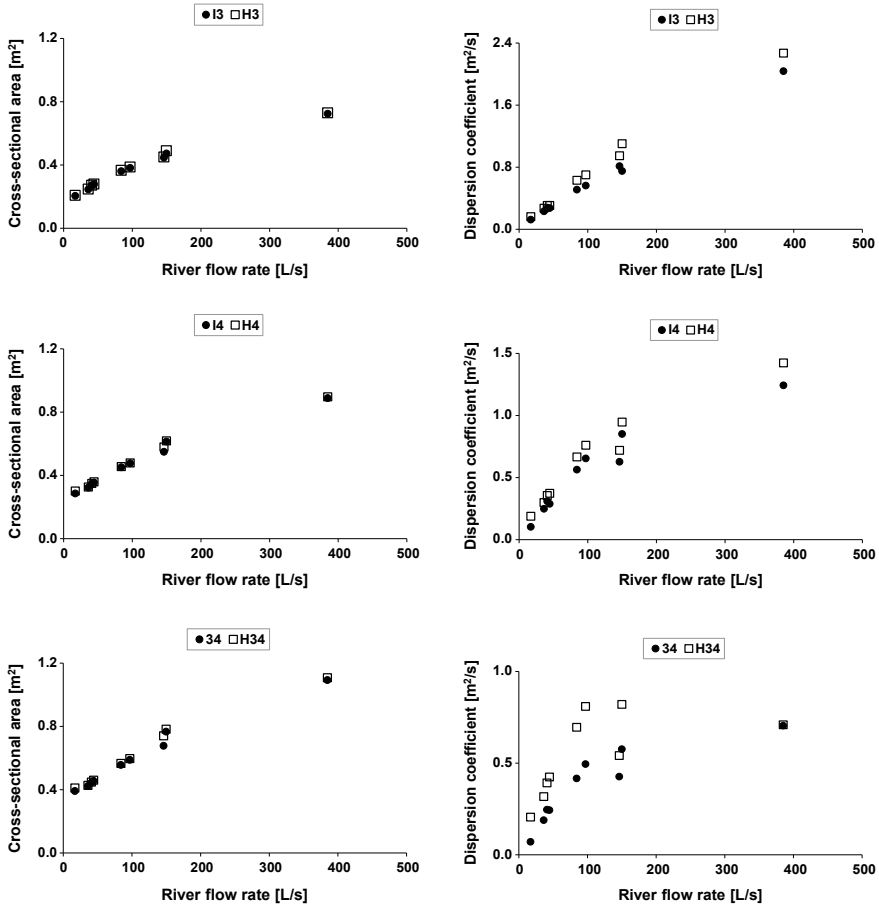 I3 H3
Cross-sectional area [m²]
1.2
0.8
0.4
0.0
0 100 200 300 400 500
River flow rate [L/s]
I3 H3
Dispersion coefficient [m²/s]
2.4
1.6
0.8
0.0
0 100 200 300 400 500
River flow rate [L/s]
I4 H4
Cross-sectional area [m²]
1.2
0.8
0.4
0.0
0 100 200 300 400 500
River flow rate [L/s]
I4 H4
Dispersion coefficient [m²/s]
1.5
1.0
0.5
0.0
0 100 200 300 400 500
River flow rate [L/s]
34 H34
Cross-sectional area [m²]
1.2
0.8
0.4
0.0
0 100 200 300 400 500
River flow rate [L/s]
34 H34
Dispersion coefficient [m²/s]
1.0
0.5
0.0
0 100 200 300 400 500
River flow rate [L/s]